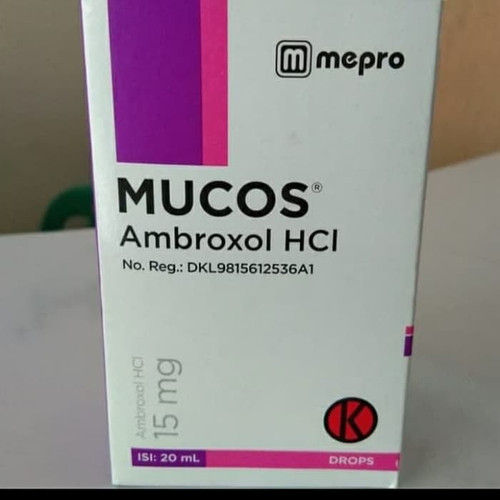 m mepro
MUCOS®
Ambroxol HCl
No. Reg.: DKL9815612536A1
Ambroxol HCl
15 mg
K
ISI: 20 mL
DROPS